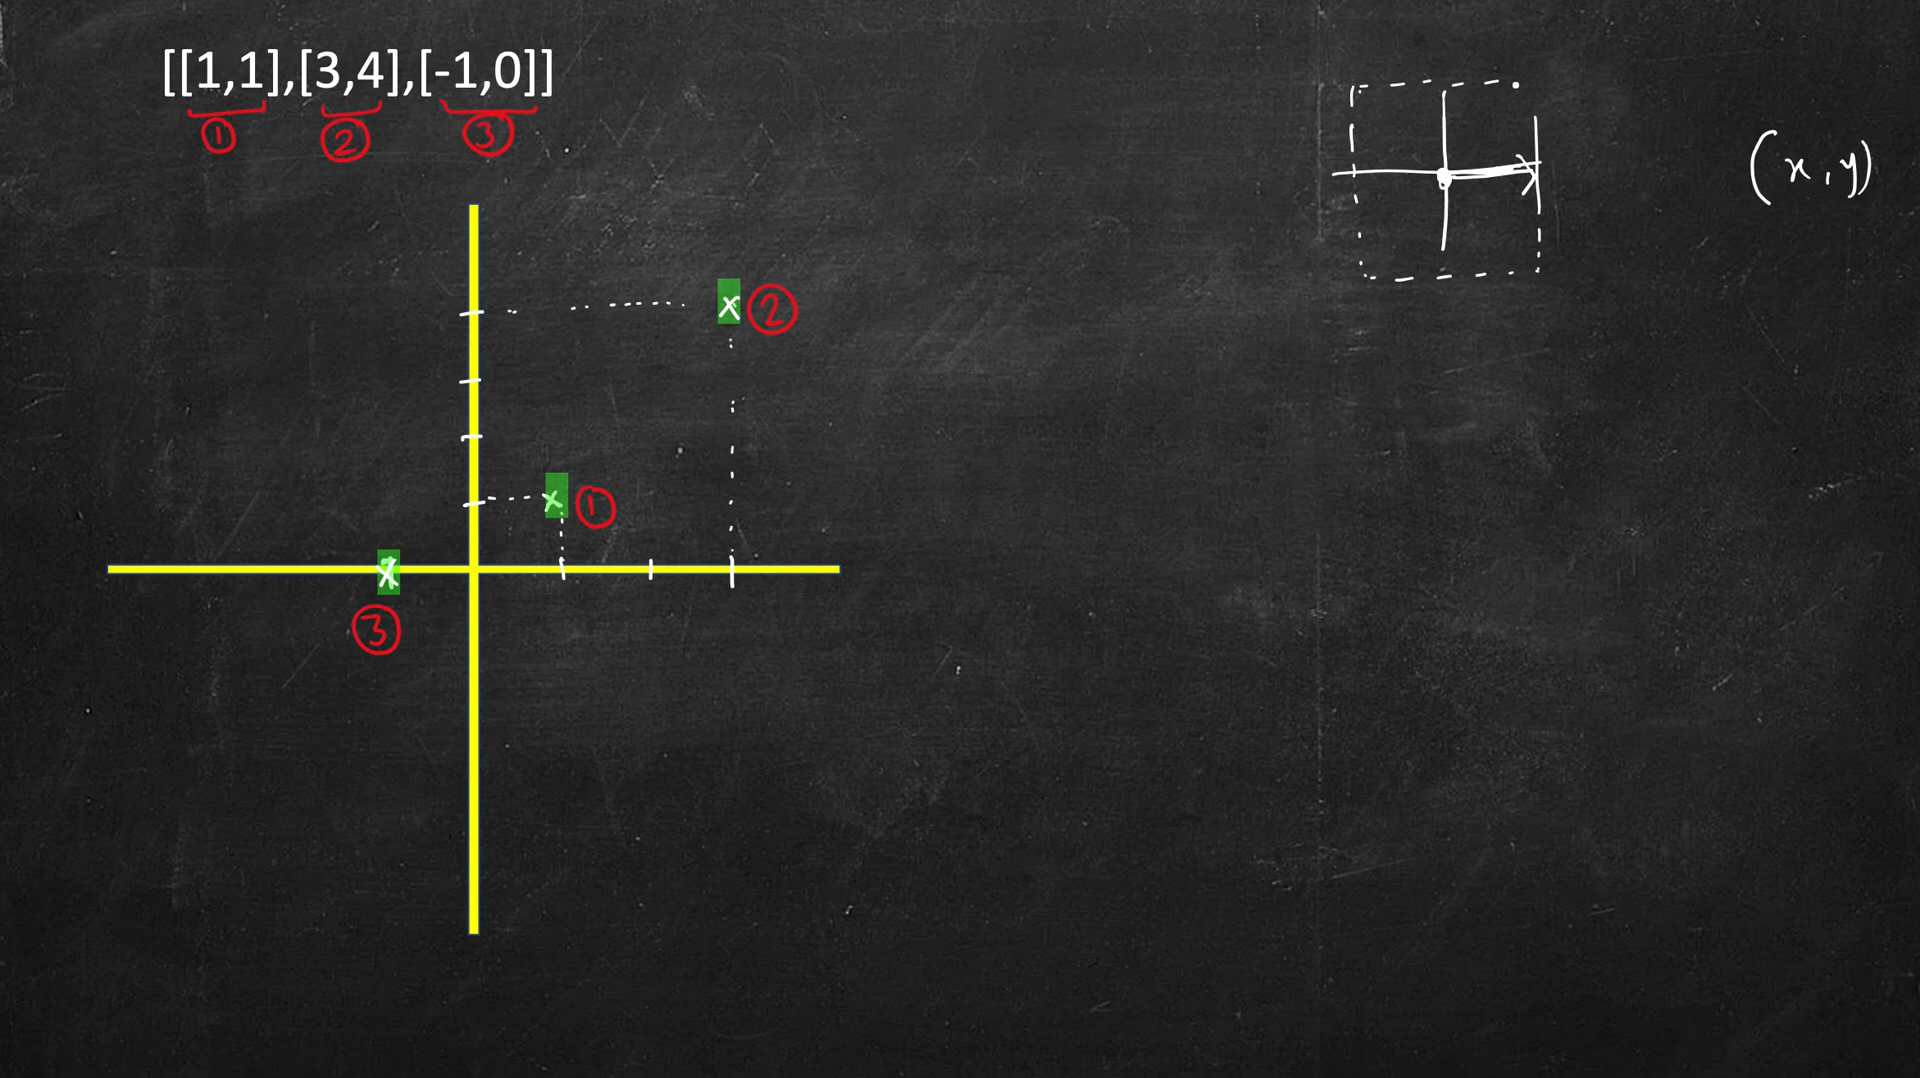 [[1,1],[3,4],[-1,0]]
① ② ③
(x,y)
x ②
x ①
x
③